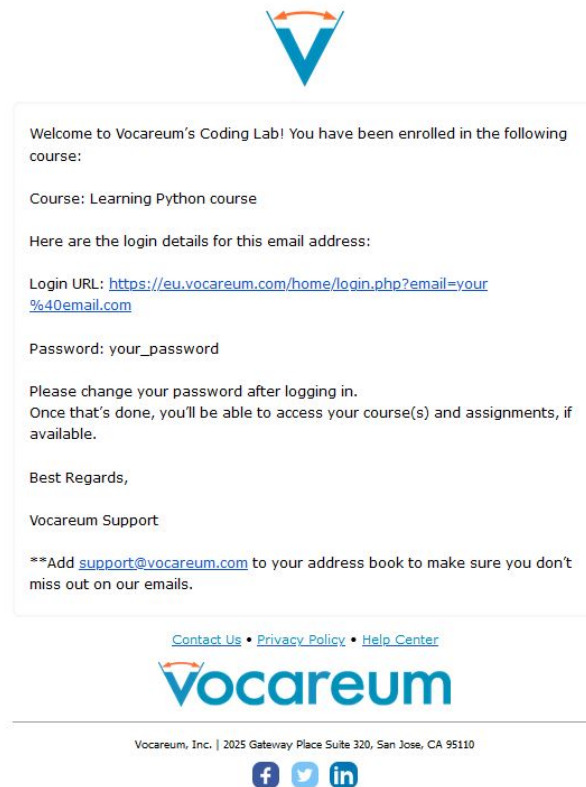 Welcome to Vocareum's Coding Lab! You have been enrolled in the following
course:
Course: Learning Python course
Here are the login details for this email address:
Login URL: https://eu.vocareum.com/home/login.php?email=your
%40email.com
Password: your_password
Please change your password after logging in.
Once that's done, you'll be able to access your course(s) and assignments, if
available.
Best Regards,
Vocareum Support
**Add support@vocareum.com to your address book to make sure you don't
miss out on our emails.
Contact Us • Privacy Policy • Help Center
vocareum
Vocareum, Inc. | 2025 Gateway Place Suite 320, San Jose, CA 95110